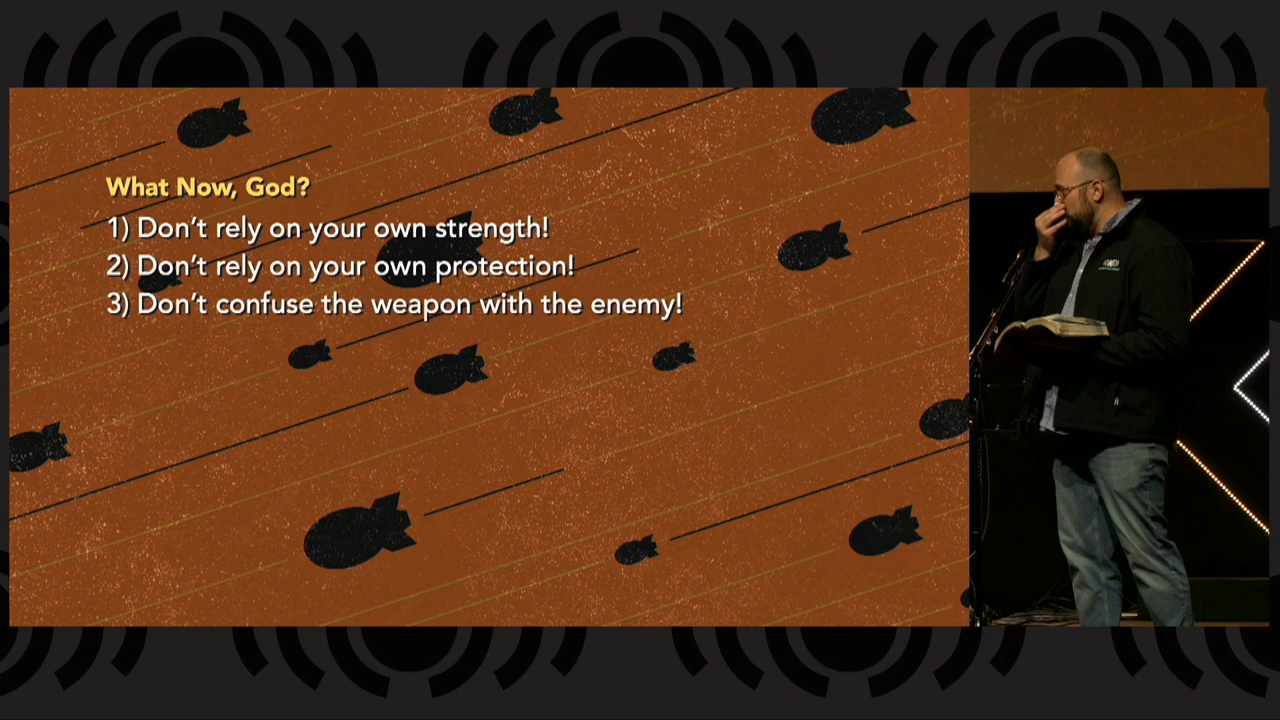 What Now, God?
1) Don't rely on your own strength!
2) Don't rely on your own protection!
3) Don't confuse the weapon with the enemy!